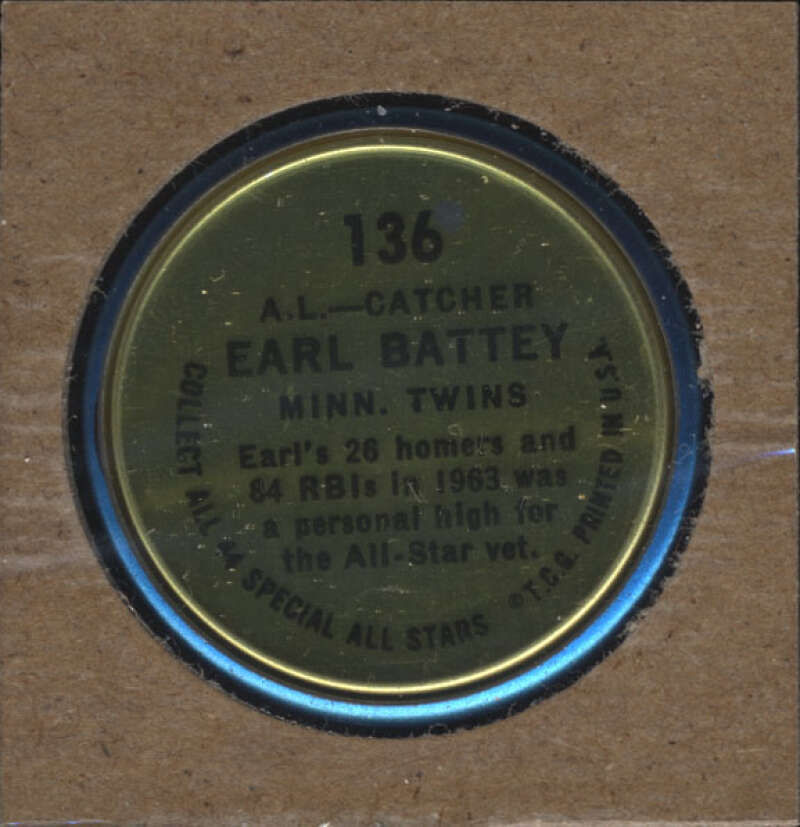 136
A.L.—CATCHER
EARL BATTEY
MINN. TWINS
Earl's 26 homers and
84 RBIs in 1963 was
a personal high for
the All-Star vet.
COLLECT ALL 44 SPECIAL ALL STARS
© T.C.G. PRINTED IN U.S.A.